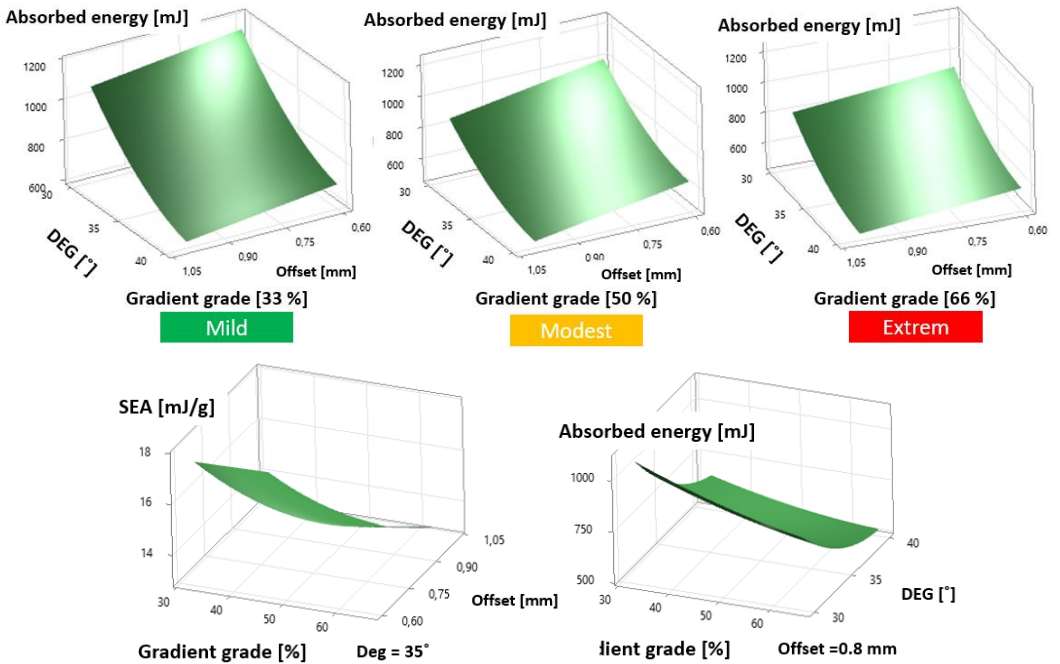 Absorbed energy [mJ]
1200
1000
800
600
30
35
40
DEG [˚]
1,05
0,90
0,75
0,60
Offset [mm]
Gradient grade [33 %]
Mild
Absorbed energy [mJ]
1200
1000
800
600
30
35
40
DEG [˚]
1,05
0,90
0,75
0,60
Offset [mm]
Gradient grade [50 %]
Modest
Absorbed energy [mJ]
1200
1000
800
600
30
35
40
DEG [˚]
1,05
0,90
0,75
0,60
Offset [mm]
Gradient grade [66 %]
Extrem
SEA [mJ/g]
18
16
14
30
40
50
60
1,05
0,90
0,75
0,60
Offset [mm]
Gradient grade [%]
Deg = 35˚
Absorbed energy [mJ]
1000
750
500
30
40
50
60
40
35
30
DEG [˚]
dient grade [%]
Offset =0.8 mm